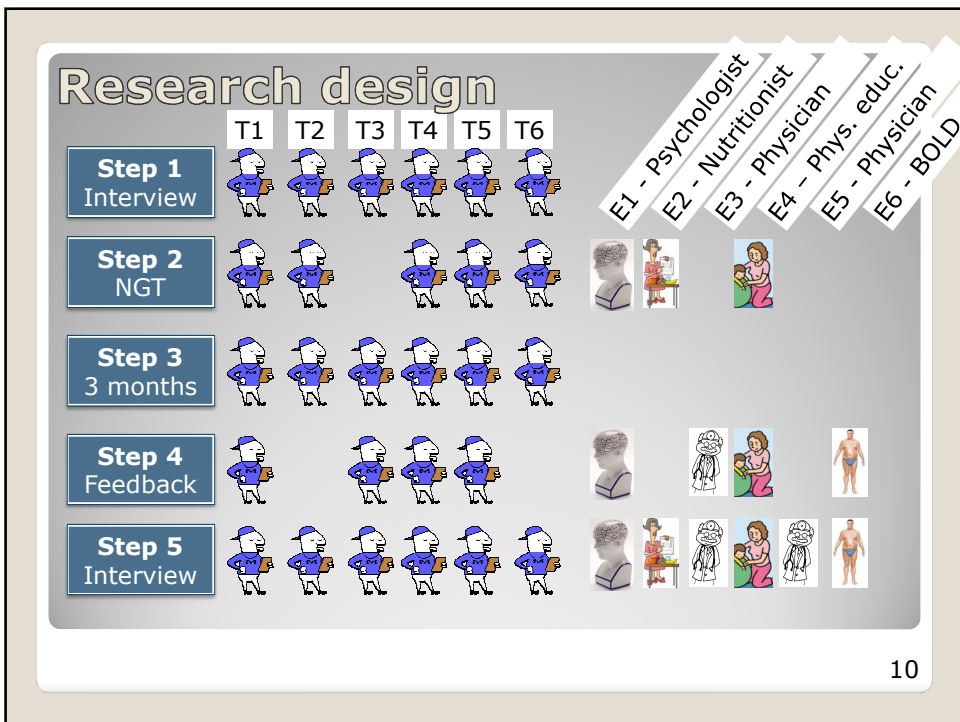 Research design
T1 T2 T3 T4 T5 T6
E1 - Psychologist
E2 - Nutritionist
E3 - Physician
E4 – Phys. educ.
E5 - Physician
E6 - BOLD
Step 1
Interview
Step 2
NGT
Step 3
3 months
Step 4
Feedback
Step 5
Interview
10